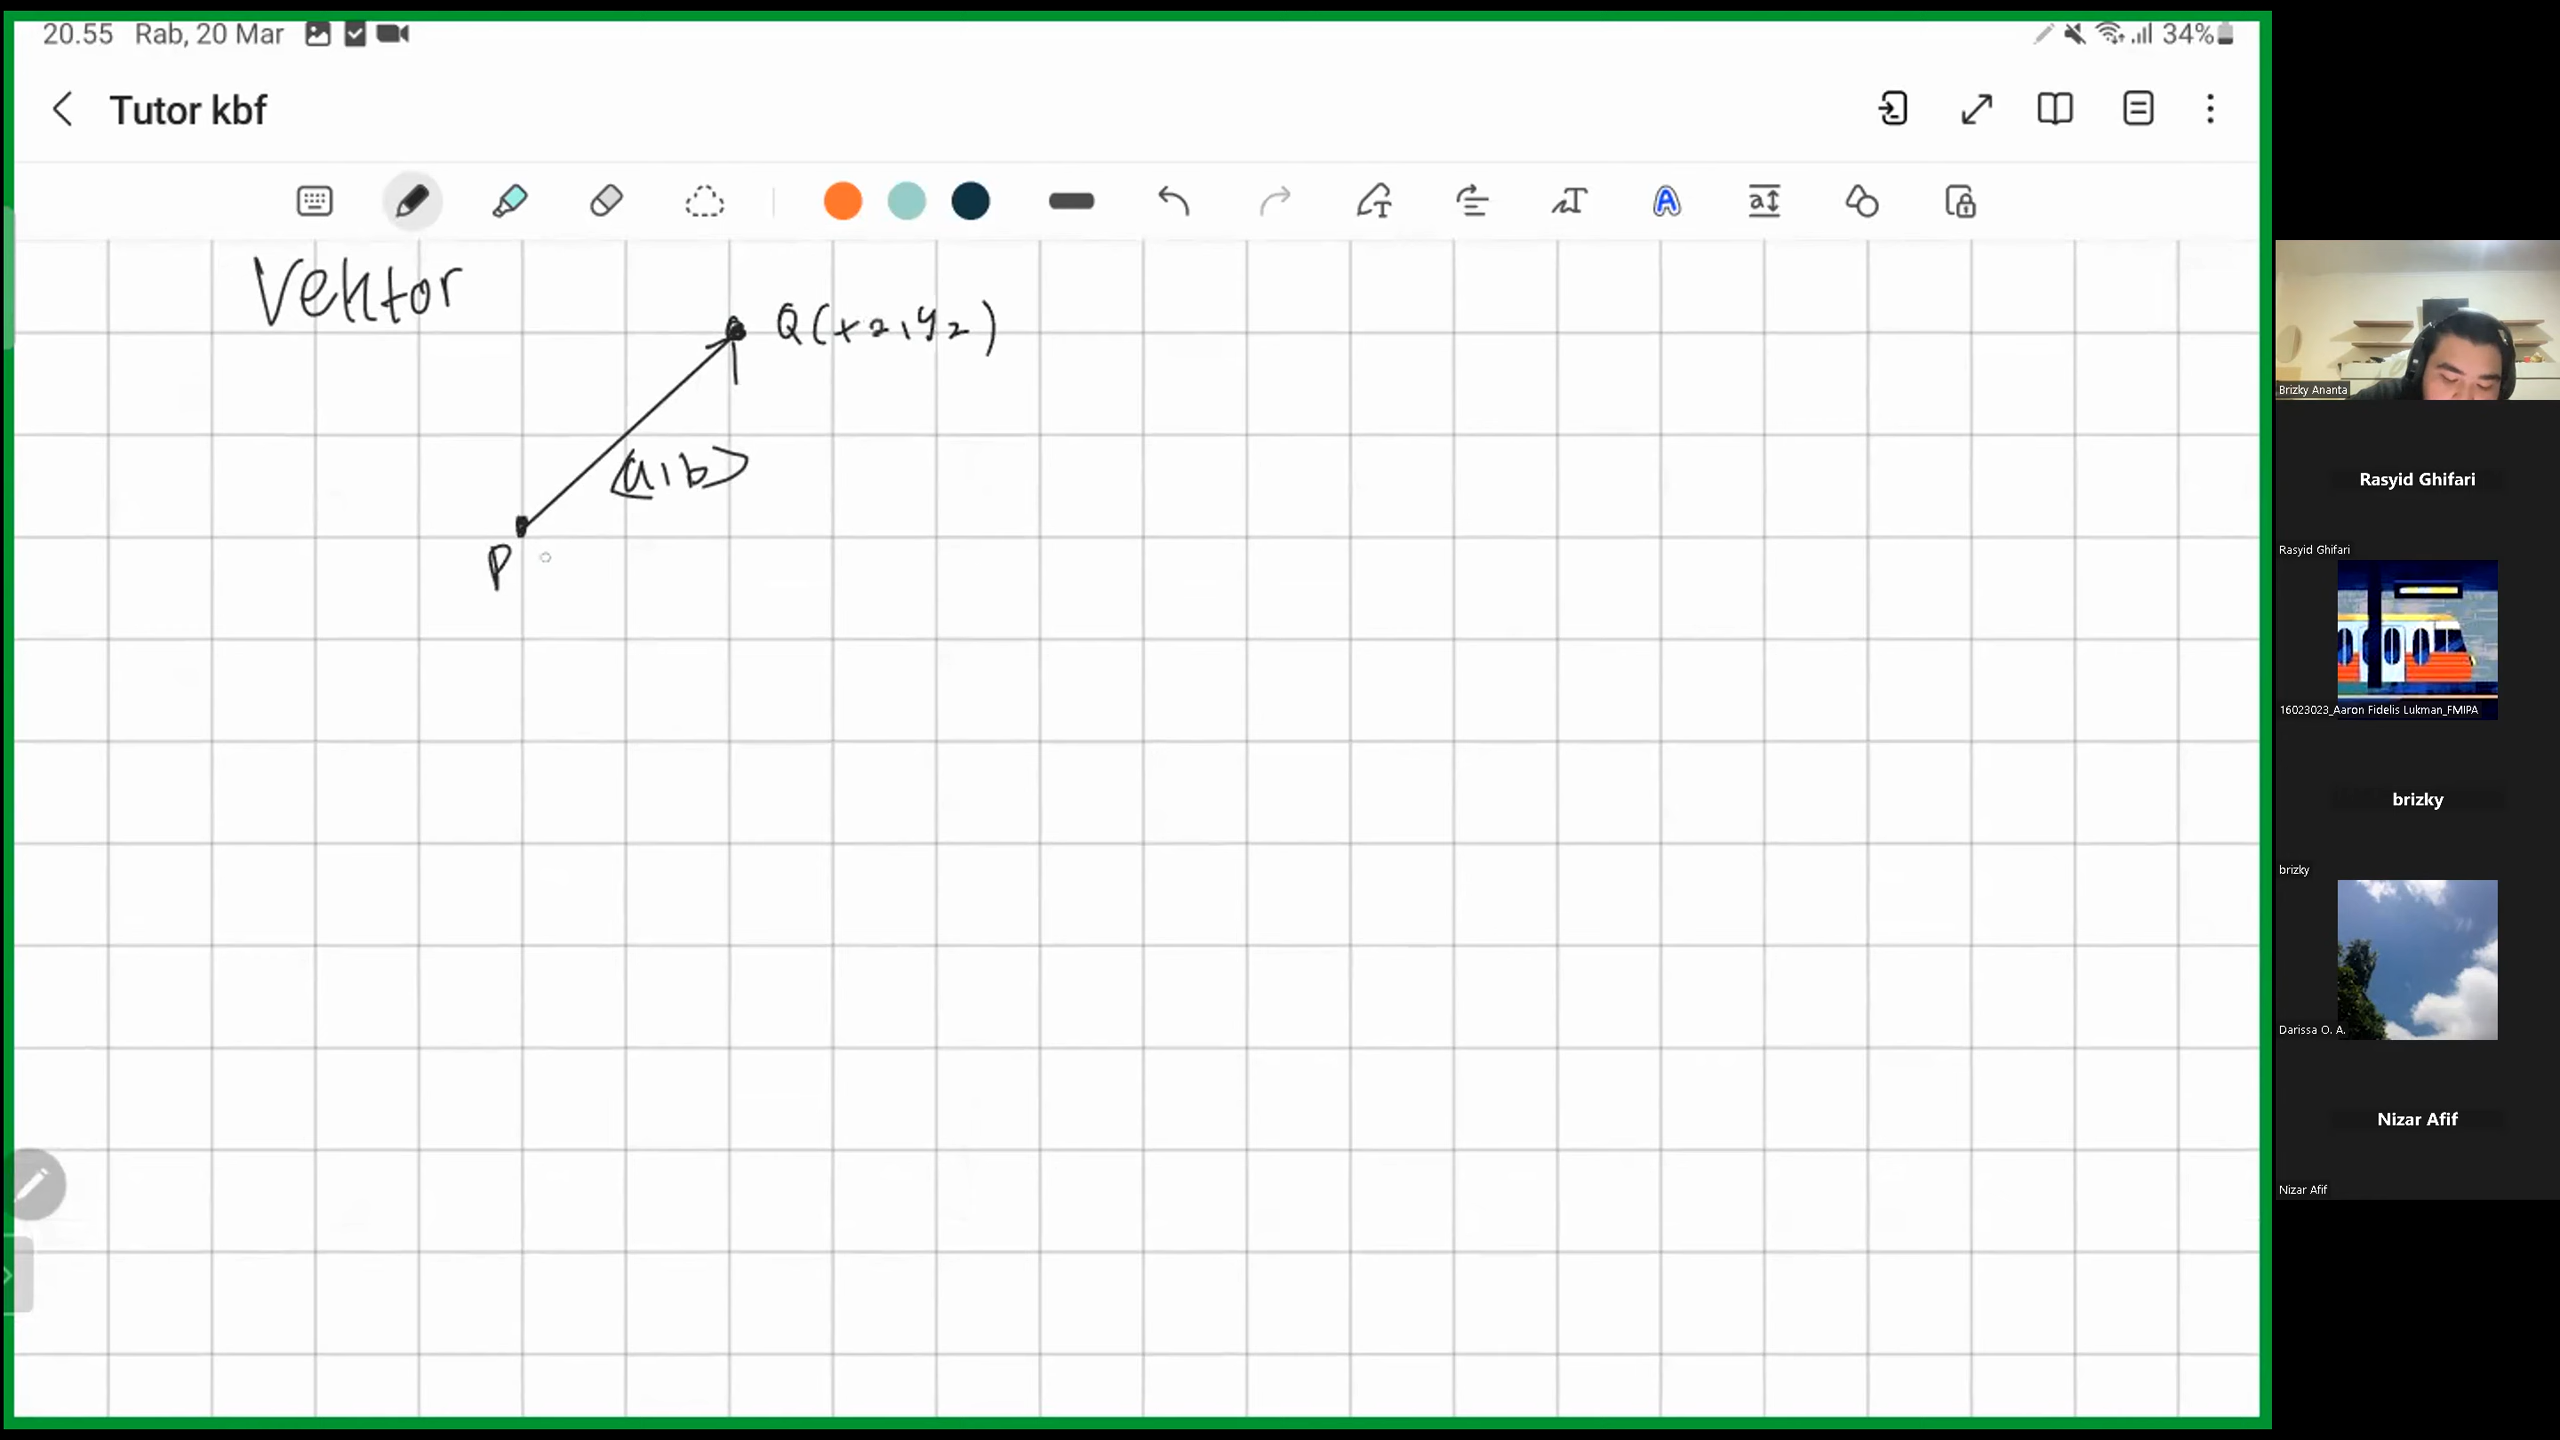 20.55 Rab, 20 Mar
34%
Tutor kbf
Vektor
Q(x2,y2)
<a,b>
P
Brizky Ananta
Rasyid Ghifari
Rasyid Ghifari
16023023_Aaron Fidelis Lukman_FMIPA
brizky
brizky
Darissa O. A.
Nizar Afif
Nizar Afif